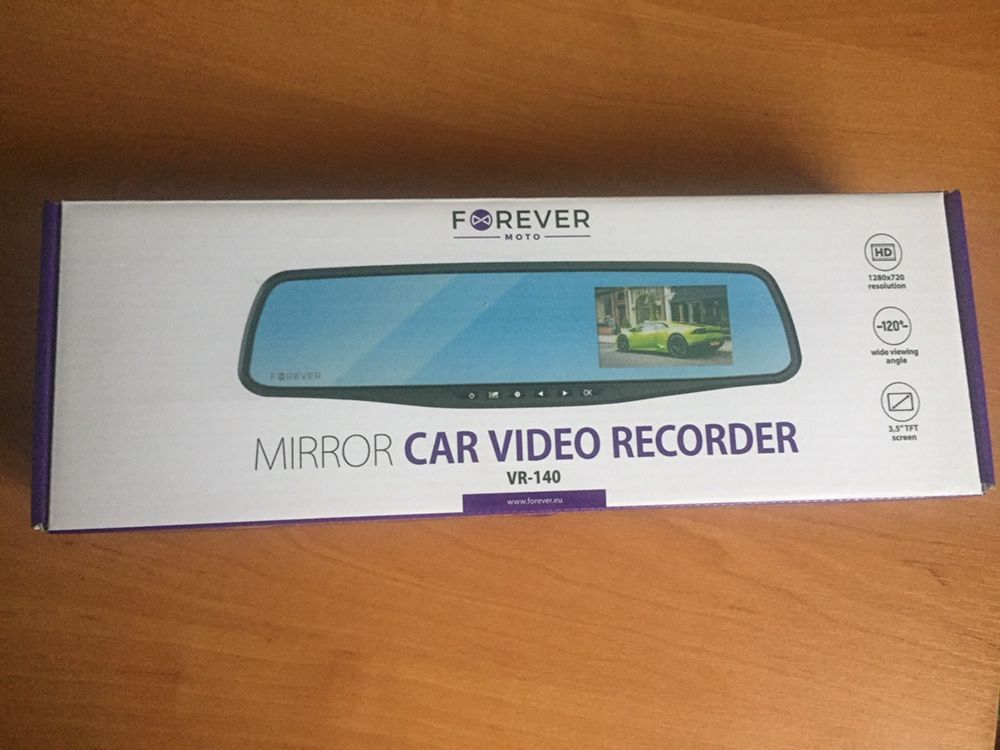 FOREVER
MOTO
HD
1280x720
resolution
120°
wide viewing
angle
3,5" TFT
screen
FOREVER
OK
MIRROR CAR VIDEO RECORDER
VR-140
www.forever.eu